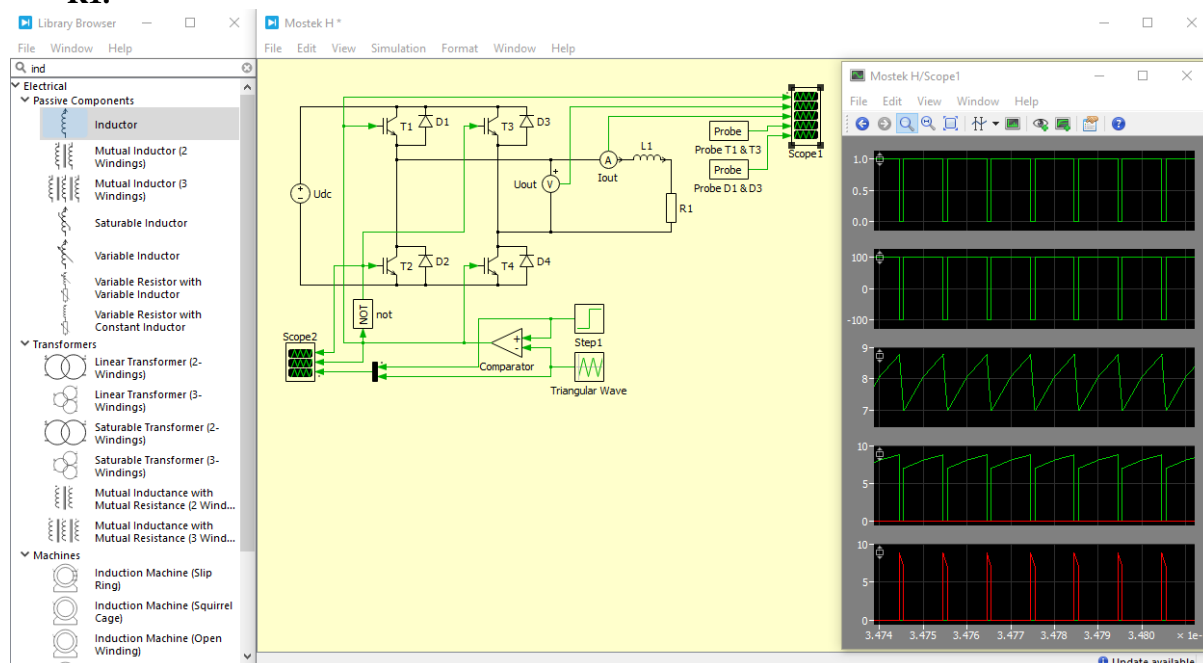 R1.
Library Browser
File Window Help
ind
Electrical
Passive Components
Inductor
Mutual Inductor (2
Windings)
Mutual Inductor (3
Windings)
Saturable Inductor
Variable Inductor
Variable Resistor with
Variable Inductor
Variable Resistor with
Constant Inductor
Transformers
Linear Transformer (2-
Windings)
Linear Transformer (3-
Windings)
Saturable Transformer (2-
Windings)
Saturable Transformer (3-
Windings)
Mutual Inductance with
Mutual Resistance (2 Wind...
Mutual Inductance with
Mutual Resistance (3 Wind...
Machines
Induction Machine (Slip
Ring)
Induction Machine (Squirrel
Cage)
Induction Machine (Open
Winding)
Mostek H *
File Edit View Simulation Format Window Help
T1
D1
T3
D3
Probe
Probe T1 & T3
Probe
Probe D1 & D3
Scope1
L1
A
Iout
Uout
V
R1
Udc
T2
D2
T4
D4
NOT
not
Scope2
Comparator
Step1
Triangular Wave
Mostek H/Scope1
File Edit View Window Help
1.0
0.5
0.0
100
0
-100
9
8
7
10
5
0
10
5
0
3.474 3.475 3.476 3.477 3.478 3.479 3.480 × 1e-
Update available